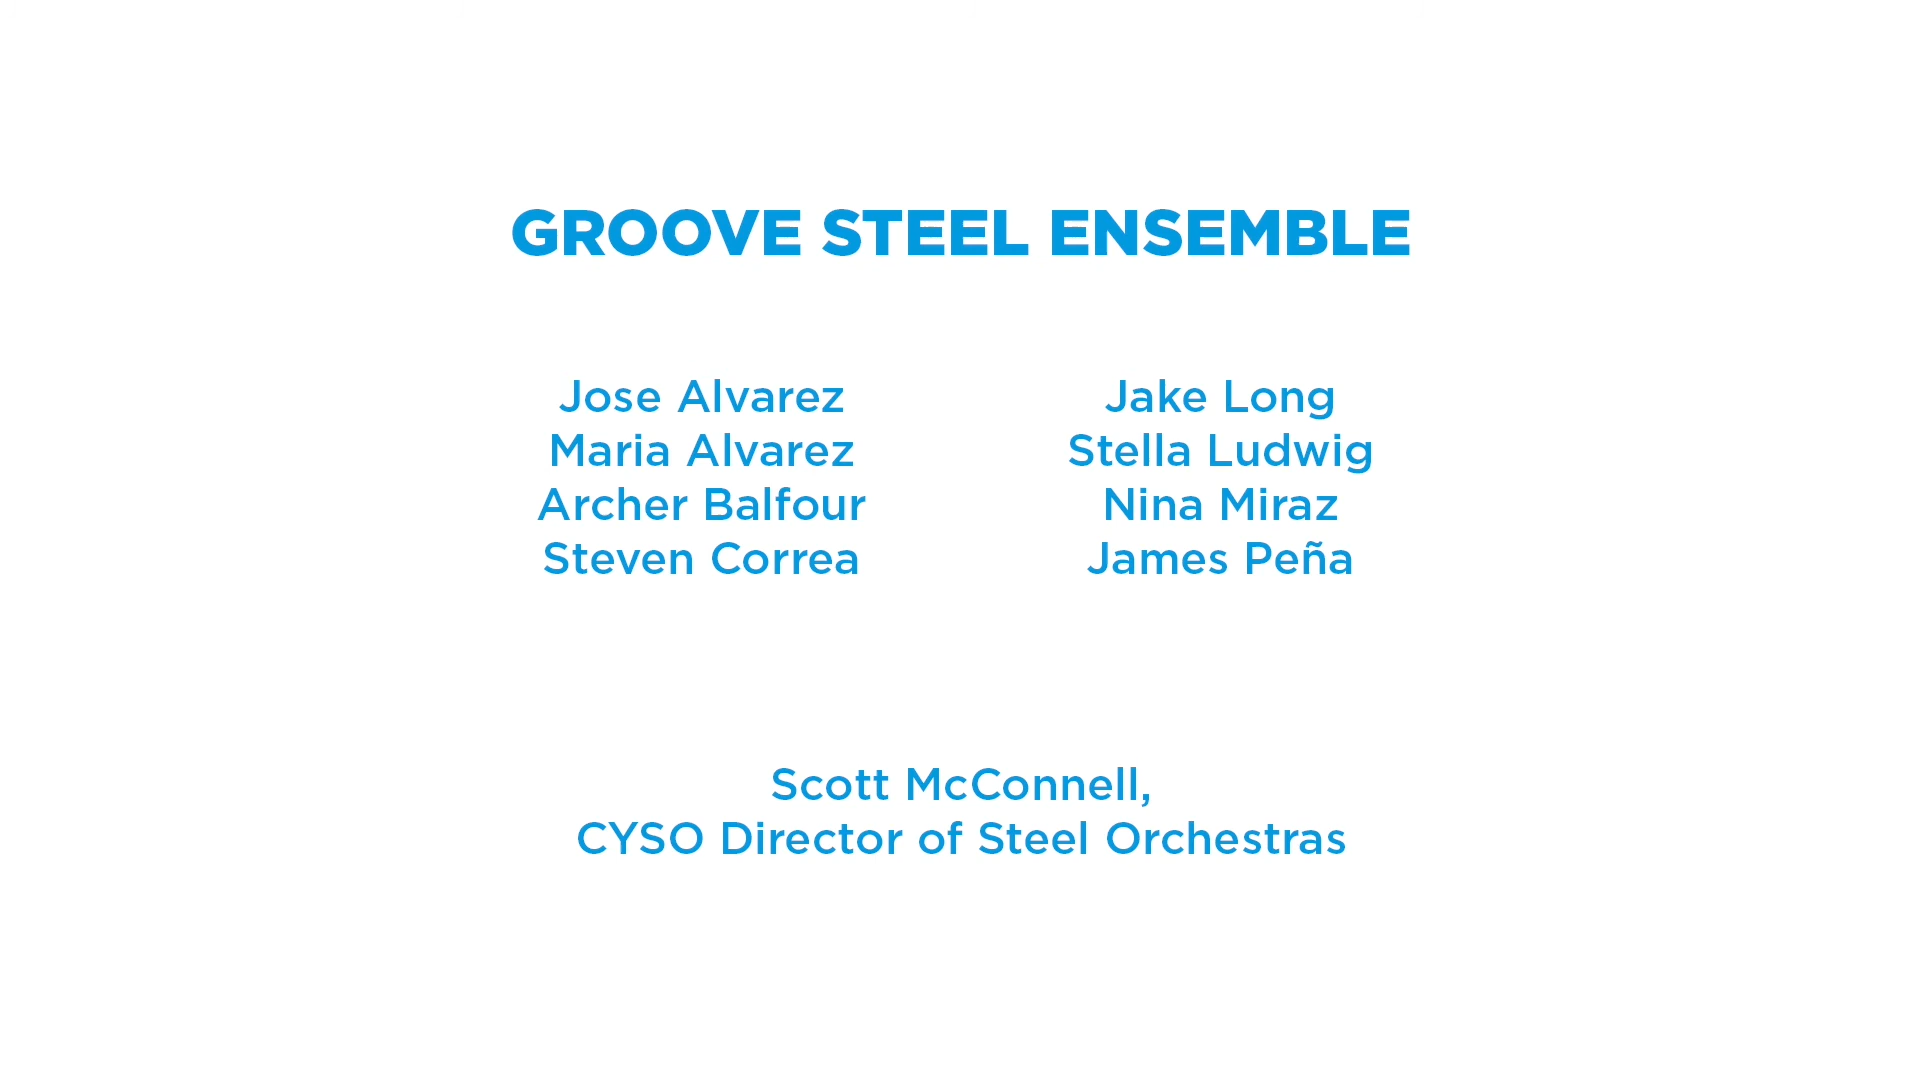 GROOVE STEEL ENSEMBLE
Jose Alvarez
Maria Alvarez
Archer Balfour
Steven Correa
Jake Long
Stella Ludwig
Nina Miraz
James Peña
Scott McConnell,
CYSO Director of Steel Orchestras